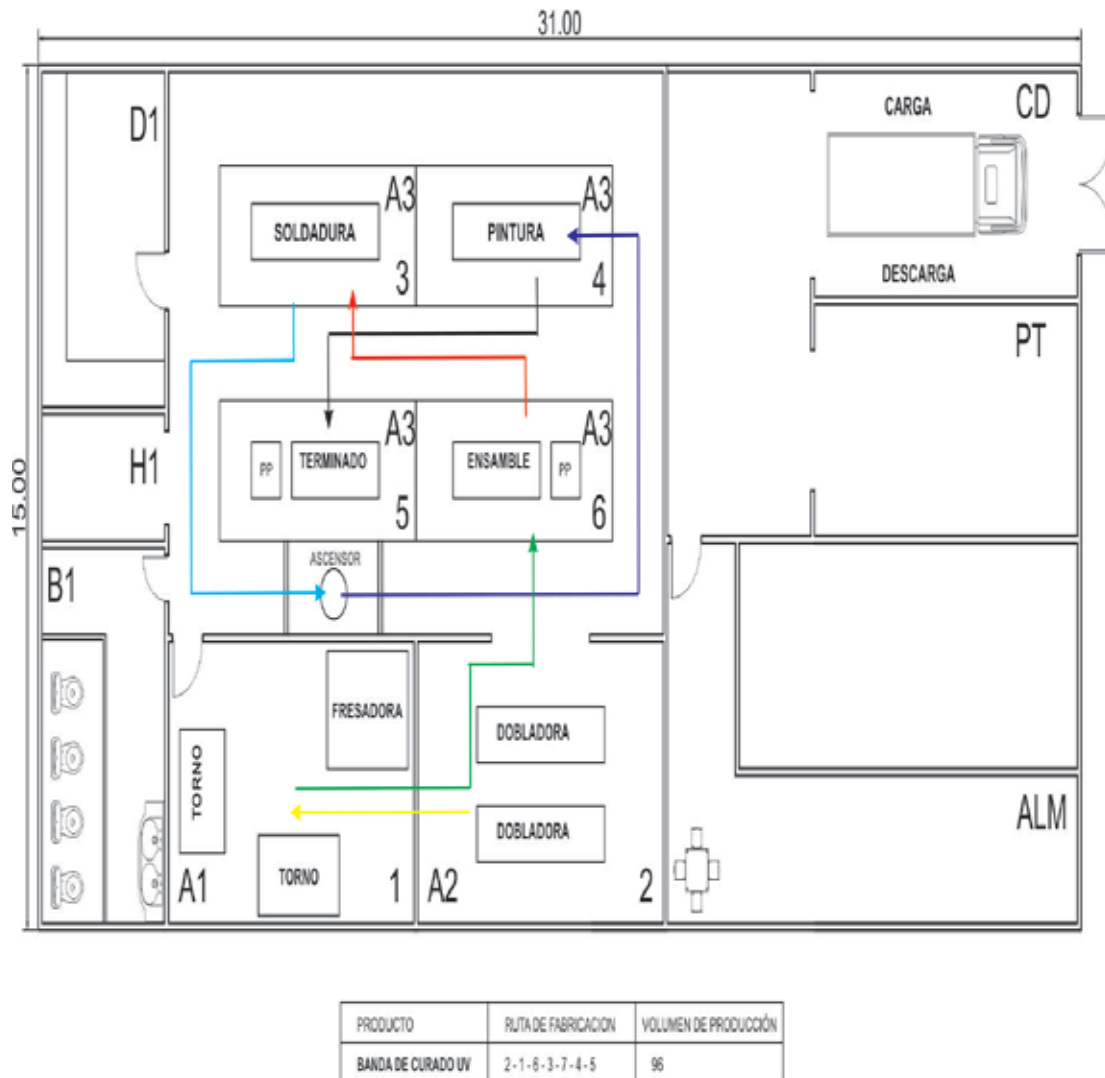 31.00
15.00
D1
CARGA
CD
A3
A3
SOLDADURA
PINTURA
3
4
DESCARGA
PT
H1
A3
A3
PP
TERMINADO
ENSAMBLE
PP
5
6
ASCENSOR
B1
FRESADORA
TORNO
DOBLADORA
DOBLADORA
TORNO
A1
1
A2
2
ALM
PRODUCTO RUTA DE FABRICACION VOLUMEN DE PRODUCCIÓN
BANDA DE CURADO UV 2-1-6-3-7-4-5 96